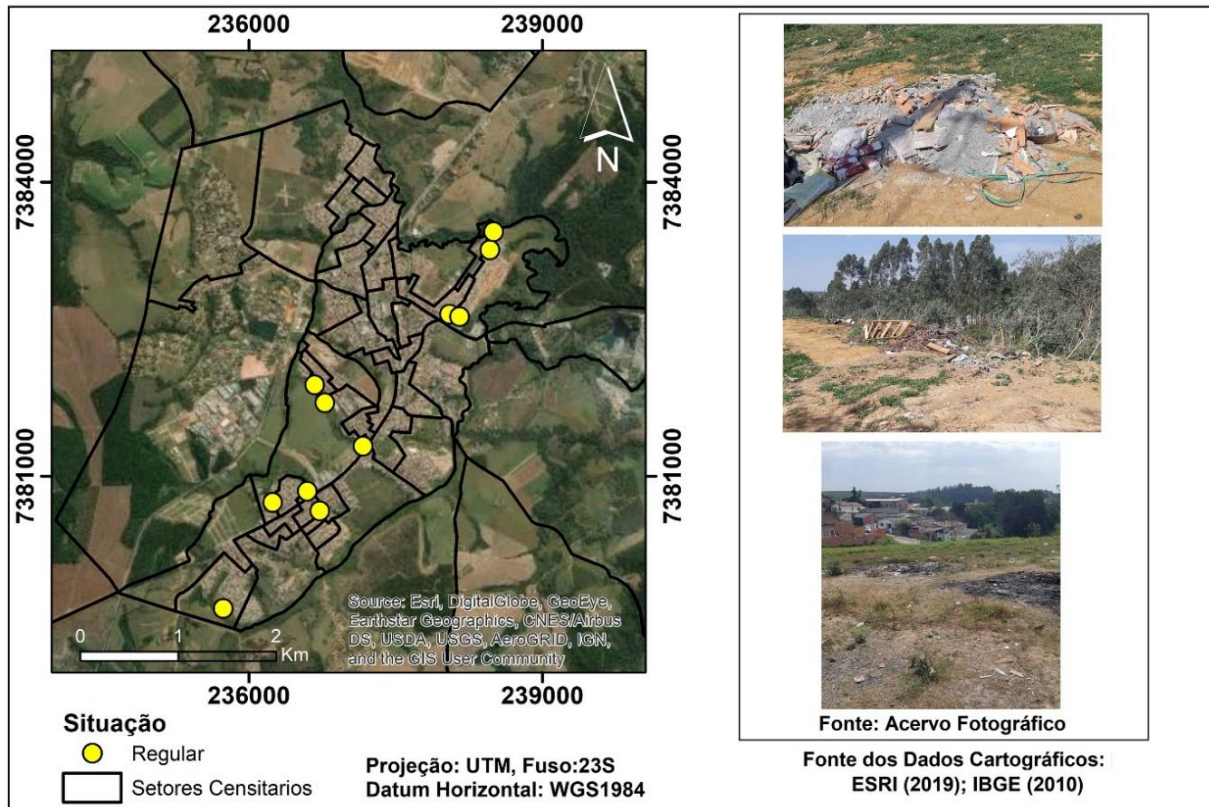 236000 239000
7384000 7384000
N
7381000 7381000
Source: Esri, DigitalGlobe, GeoEye,
Earthstar Geographics, CNES/Airbus
DS, USDA, USGS, AeroGRID, IGN,
and the GIS User Community
0 1 2
Km
236000 239000
Situação
Regular
Setores Censitarios
Projeção: UTM, Fuso:23S
Datum Horizontal: WGS1984
Fonte: Acervo Fotográfico
Fonte dos Dados Cartográficos:
ESRI (2019); IBGE (2010)